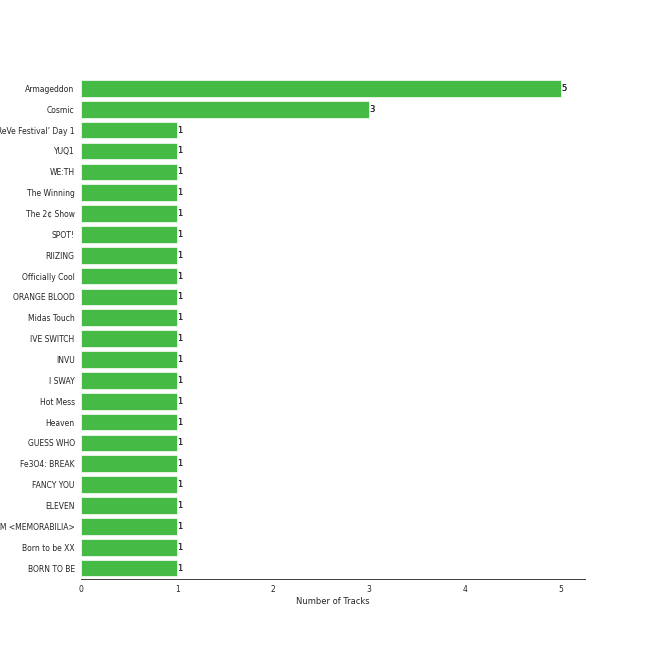 Armageddon 5
Cosmic 3
Festival' Day 1 1
YUQ1 1
WE:TH 1
The Winning 1
The 2¢ Show 1
SPOT! 1
RIIZING 1
Officially Cool 1
ORANGE BLOOD 1
Midas Touch 1
IVE SWITCH 1
INVU 1
I SWAY 1
Hot Mess 1
Heaven 1
GUESS WHO 1
Fe3O4: BREAK 1
FANCY YOU 1
ELEVEN 1
M <MEMORABILIA> 1
Born to be XX 1
BORN TO BE 1
0 1 2 3 4 5
Number of Tracks